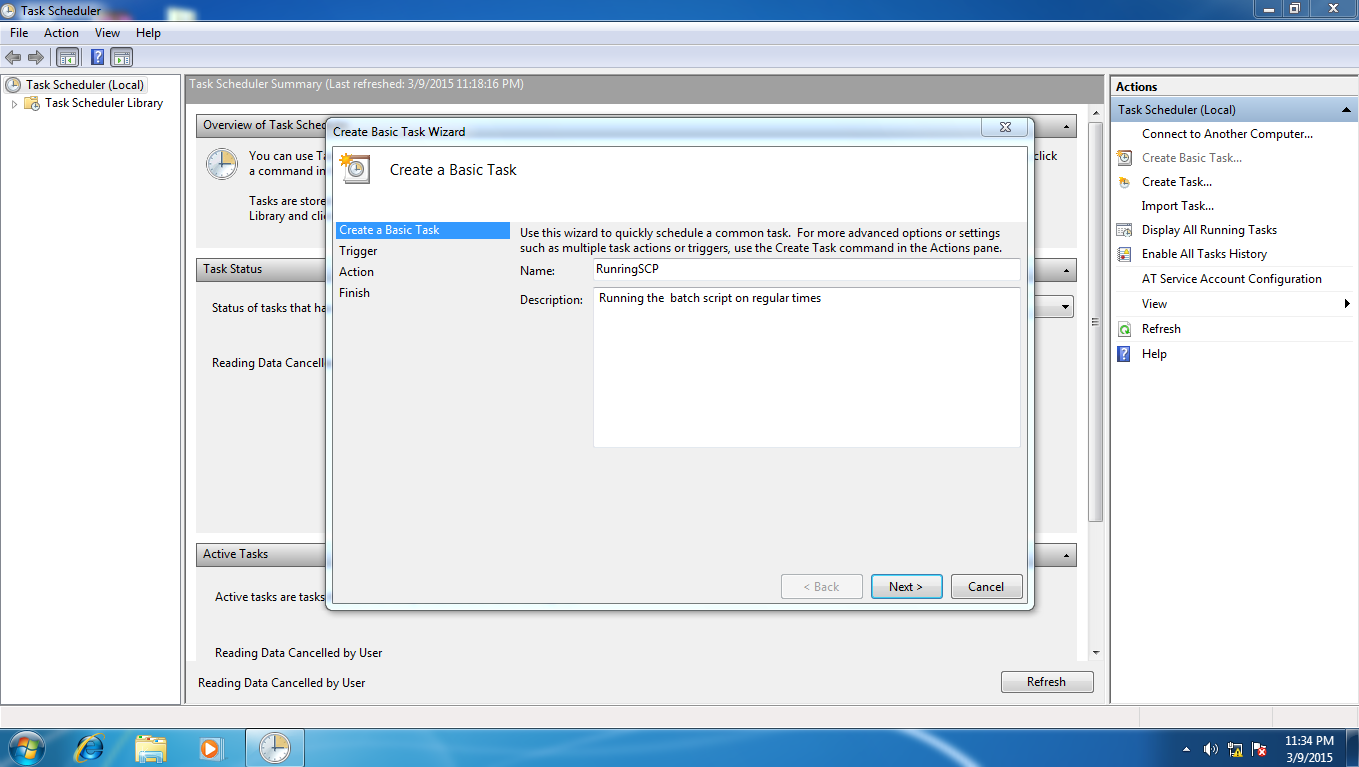 Task Scheduler
File Action View Help
Task Scheduler (Local)
Task Scheduler Library
Task Scheduler Summary (Last refreshed: 3/9/2015 11:18:16 PM)
Overview of Task Sched
You can use Ta
click
a command in
Tasks are store
Library and clic
Task Status
Status of tasks that ha
Reading Data Cancell
Active Tasks
Active tasks are tasks
Reading Data Cancelled by User
Reading Data Cancelled by User
Refresh
Create Basic Task Wizard
Create a Basic Task
Create a Basic Task
Trigger
Action
Finish
Use this wizard to quickly schedule a common task. For more advanced options or settings
such as multiple task actions or triggers, use the Create Task command in the Actions pane.
Name: RunringSCP
Description: Running the batch script on regular times
< Back Next > Cancel
Actions
Task Scheduler (Local)
Connect to Another Computer...
Create Basic Task...
Create Task...
Import Task...
Display All Running Tasks
Enable All Tasks History
AT Service Account Configuration
View
Refresh
Help
11:34 PM
3/9/2015